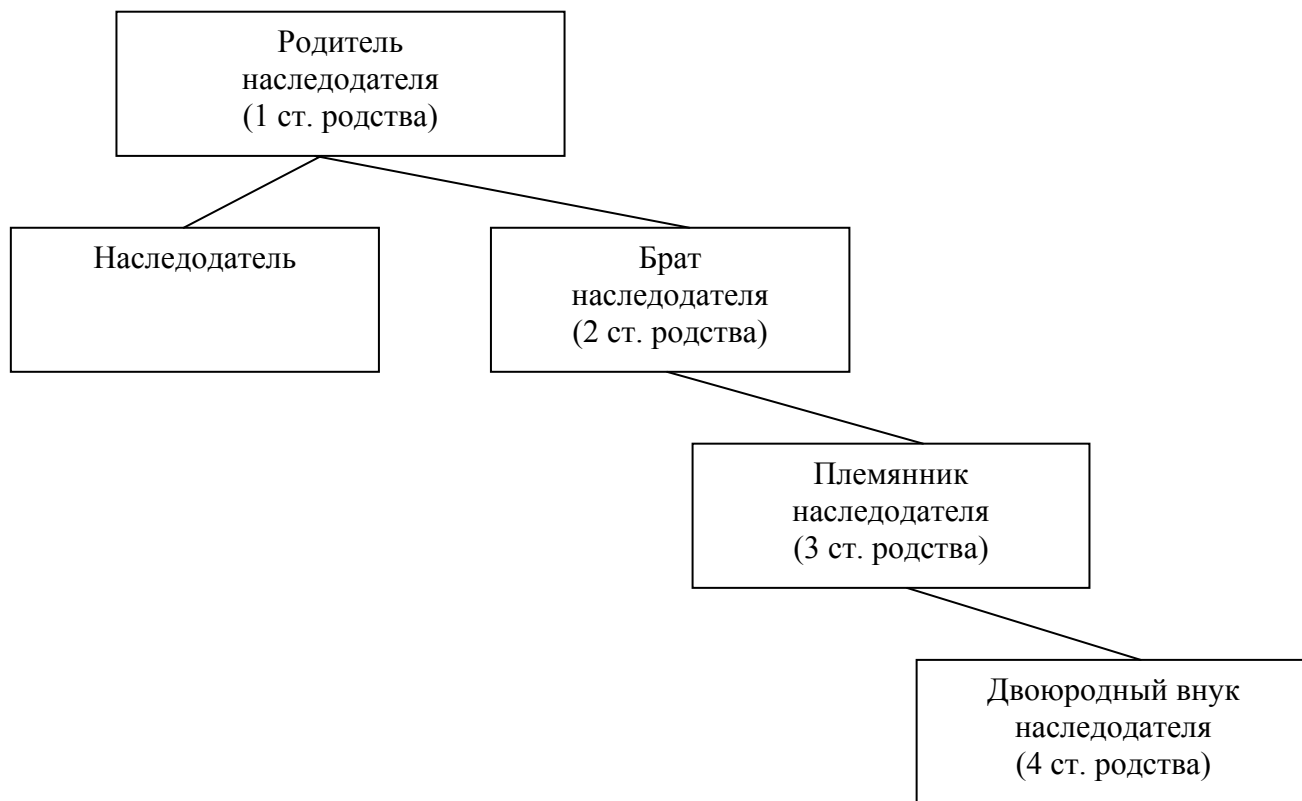 Родитель
наследодателя
(1 ст. родства)
Наследодатель
Брат
наследодателя
(2 ст. родства)
Племянник
наследодателя
(3 ст. родства)
Двоюродный внук
наследодателя
(4 ст. родства)